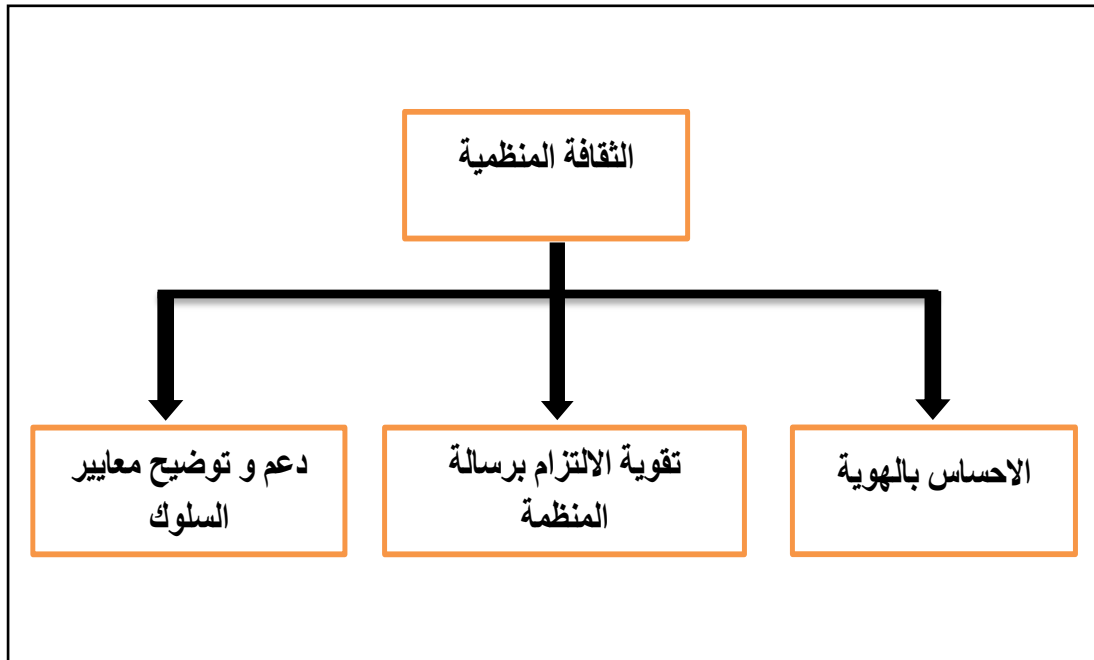 الثقافة المنظمية
الاحساس بالهوية
تقوية الالتزام برسالة
المنظمة
دعم و توضيح معايير
السلوك